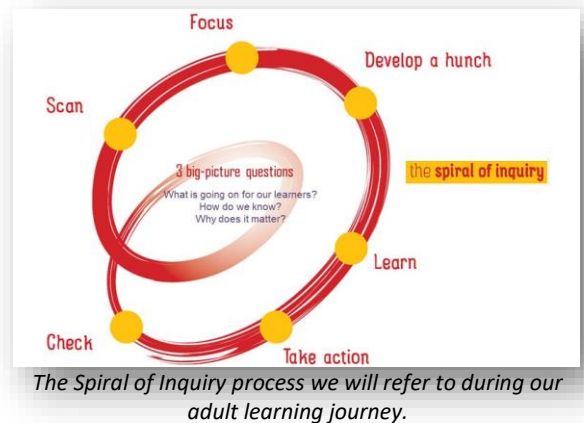 Focus
Develop a hunch
Scan
3 big-picture questions
What is going on for our learners?
How do we know?
Why does it matter?
the spiral of inquiry
Learn
Check
Take action
The Spiral of Inquiry process we will refer to during our
adult learning journey.